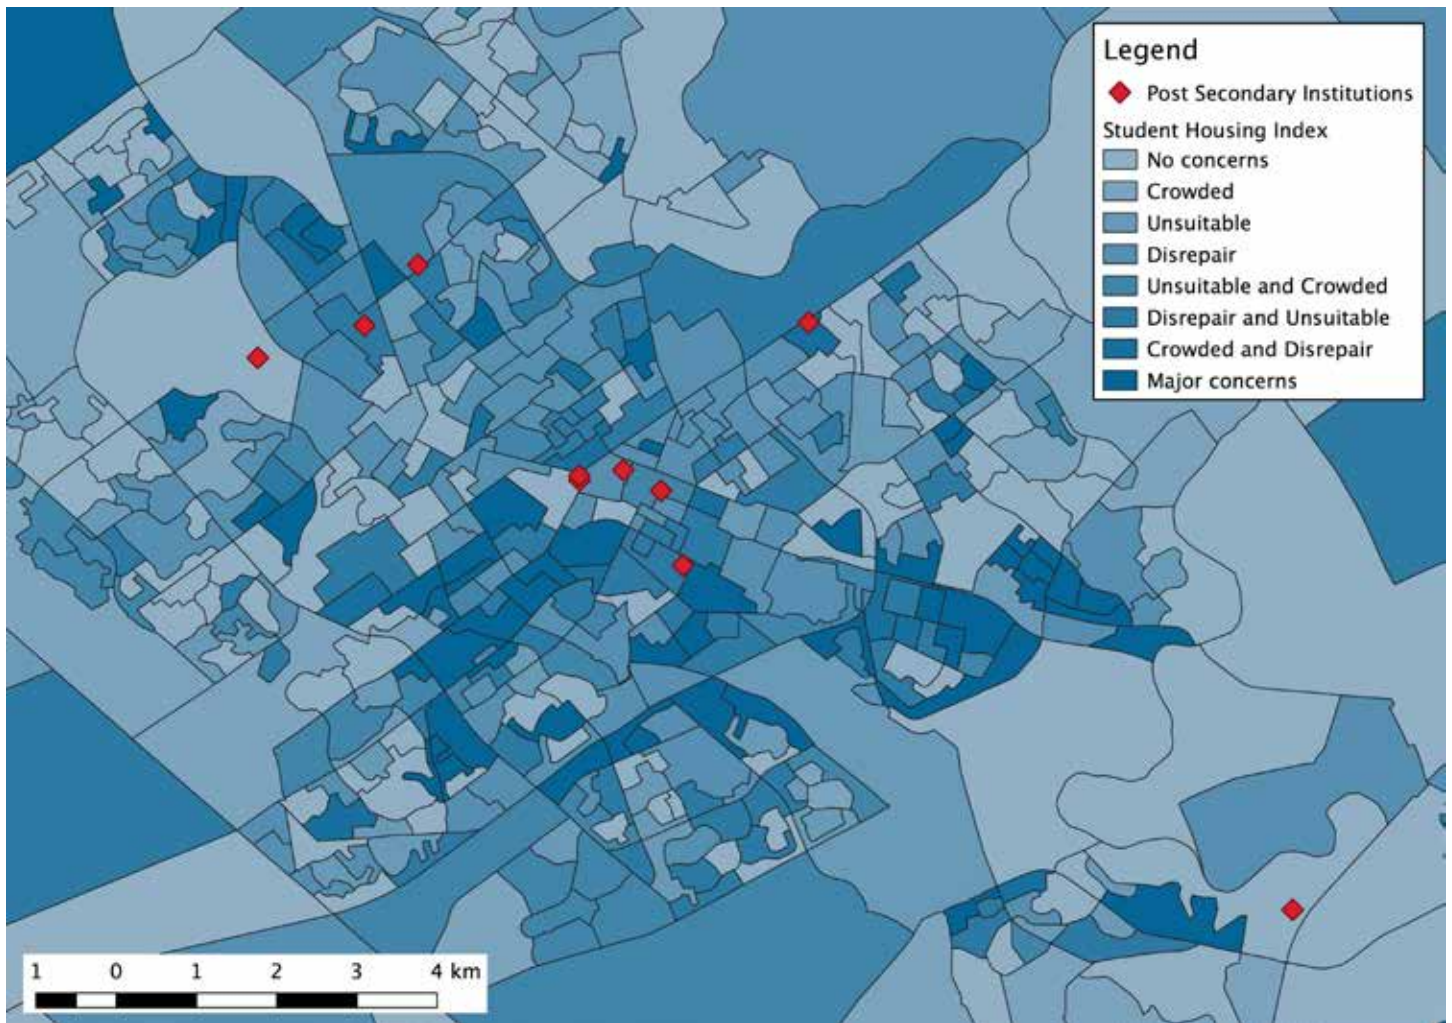 Legend
Post Secondary Institutions
Student Housing Index
No concerns
Crowded
Unsuitable
Disrepair
Unsuitable and Crowded
Disrepair and Unsuitable
Crowded and Disrepair
Major concerns
1 0 1 2 3 4 km